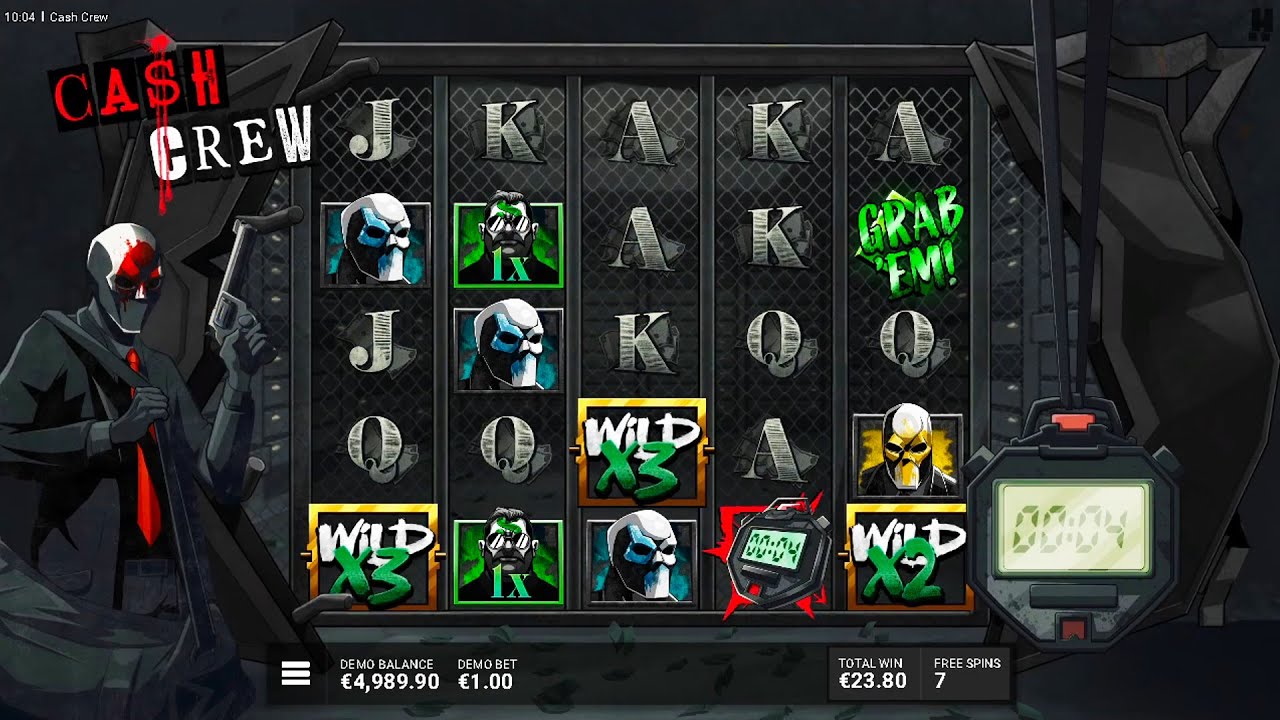 10:04 | Cash Crew
CA$H
CREW
J K A K A
1x A K GRAB 'EM!
J K Q Q
Q Q WILD X3 A
WILD X3 1x 00:04 WILD X2
00:04
DEMO BALANCE DEMO BET TOTAL WIN FREE SPINS
€4,989.90 €1.00 €23.80 7